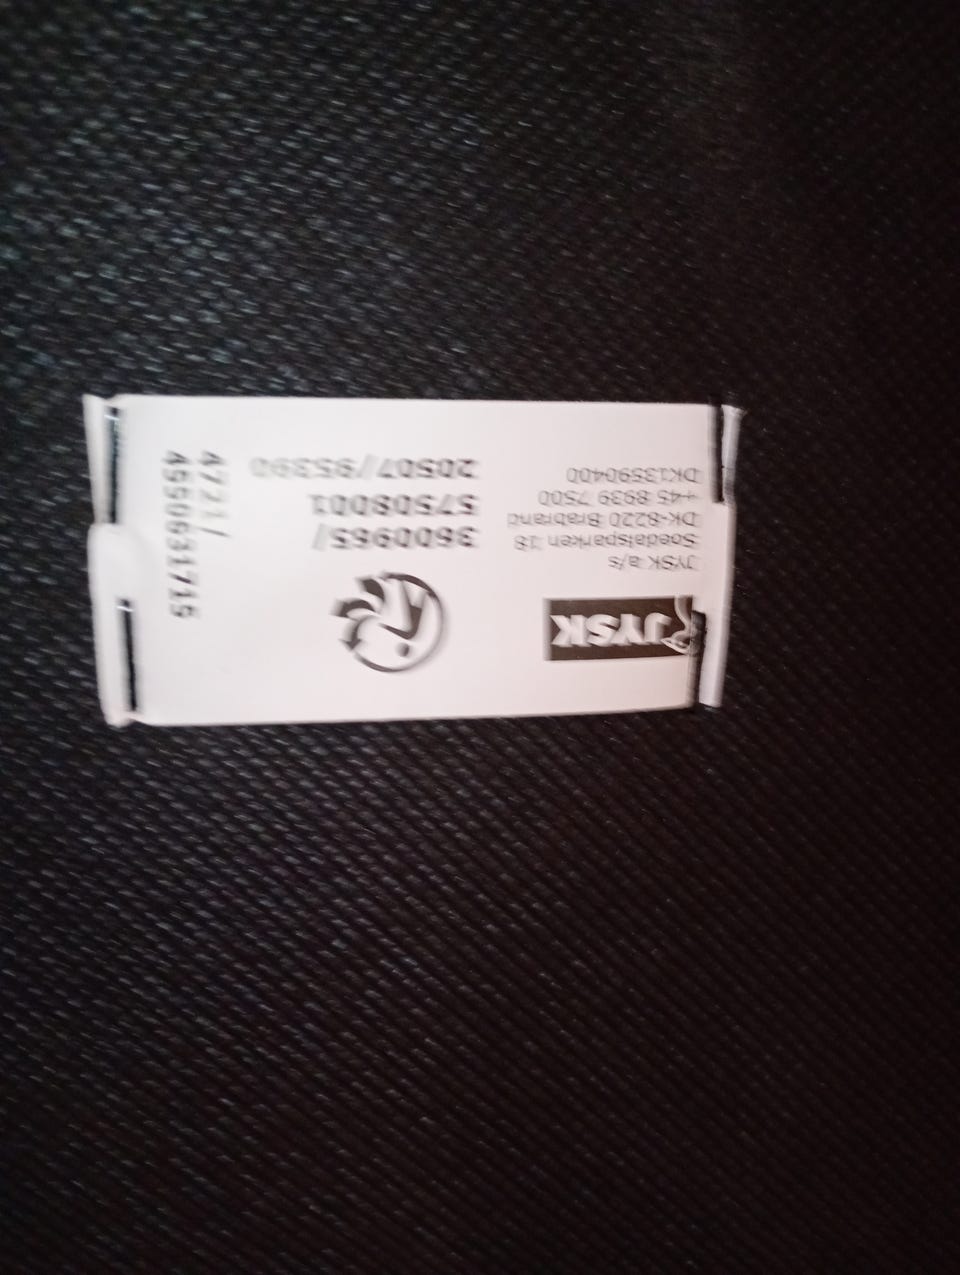 JYSK
JYSK a/s
Soedalsparken 18
DK-8220 Brabrand
+45 8939 7500
DK13590400
3600965/
57508001
20507/95390
4721/
4550631715